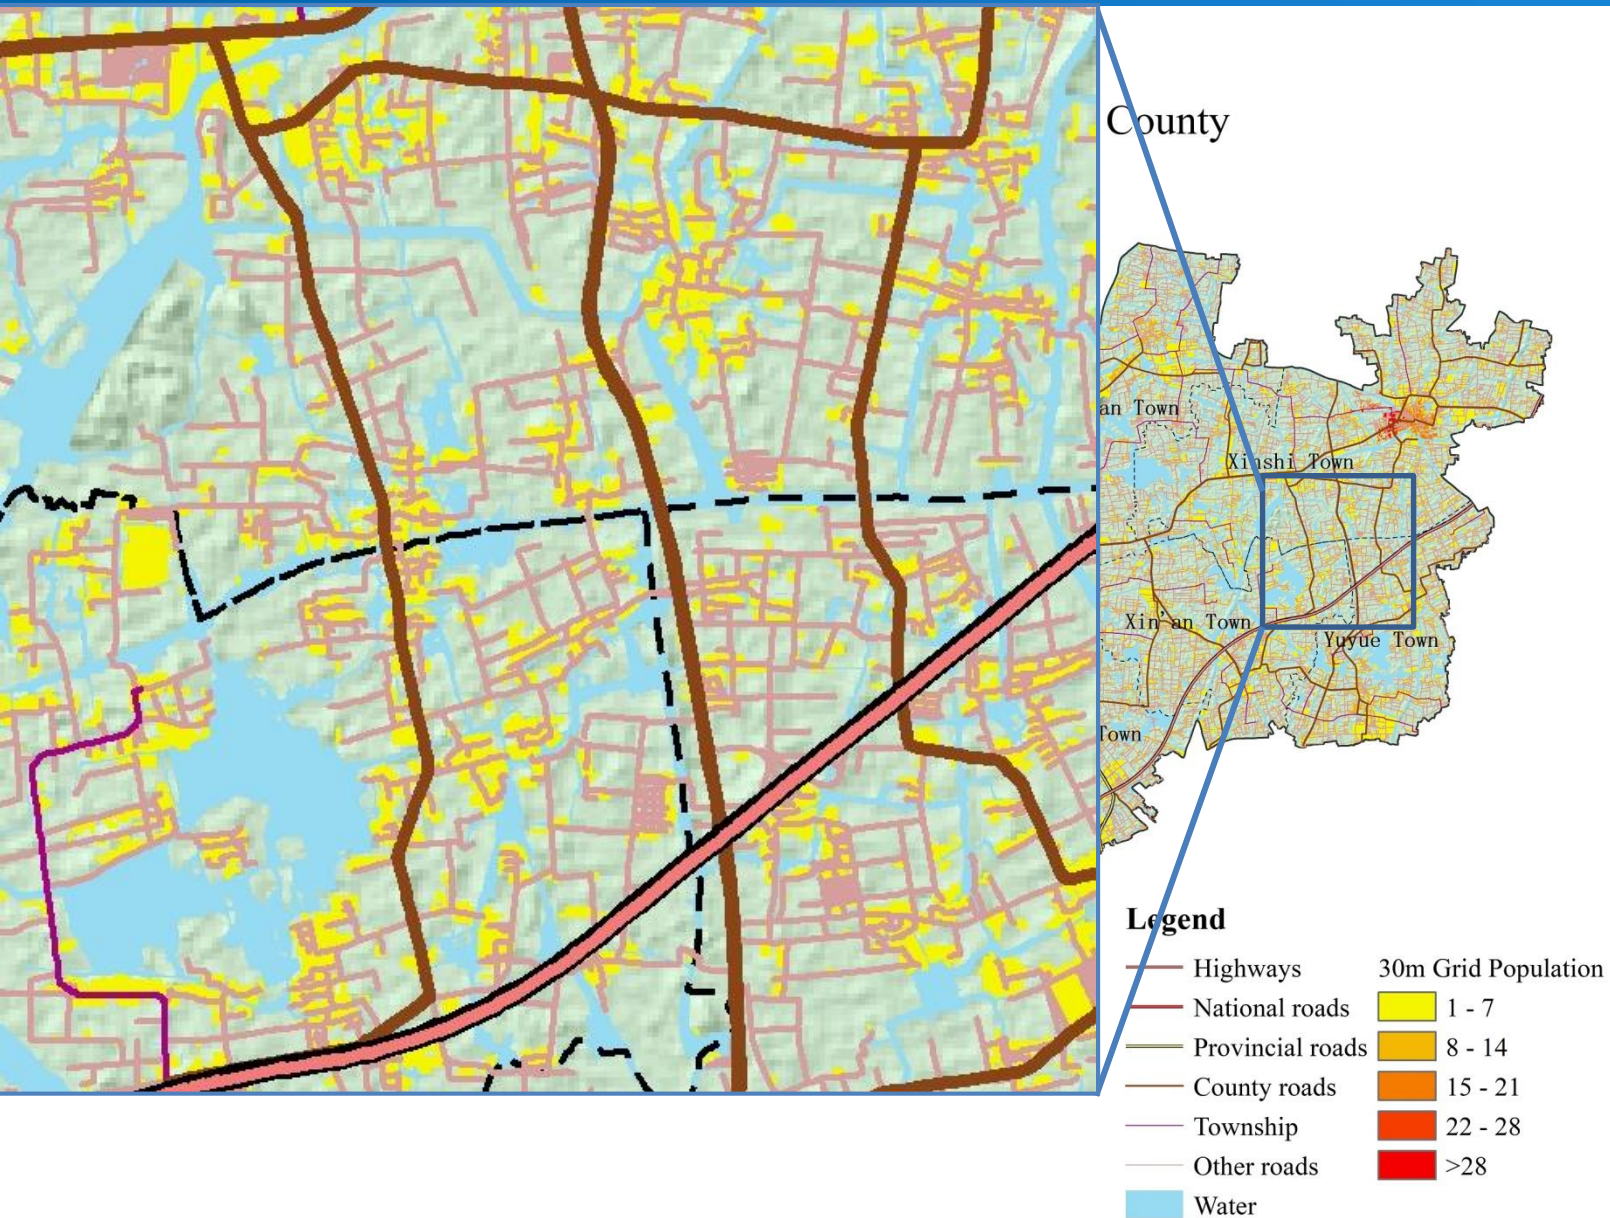 County
an Town
Xinshi Town
Xin'an Town
Yuyue Town
Town
Legend
Highways
National roads
Provincial roads
County roads
Township
Other roads
Water
30m Grid Population
1 - 7
8 - 14
15 - 21
22 - 28
>28